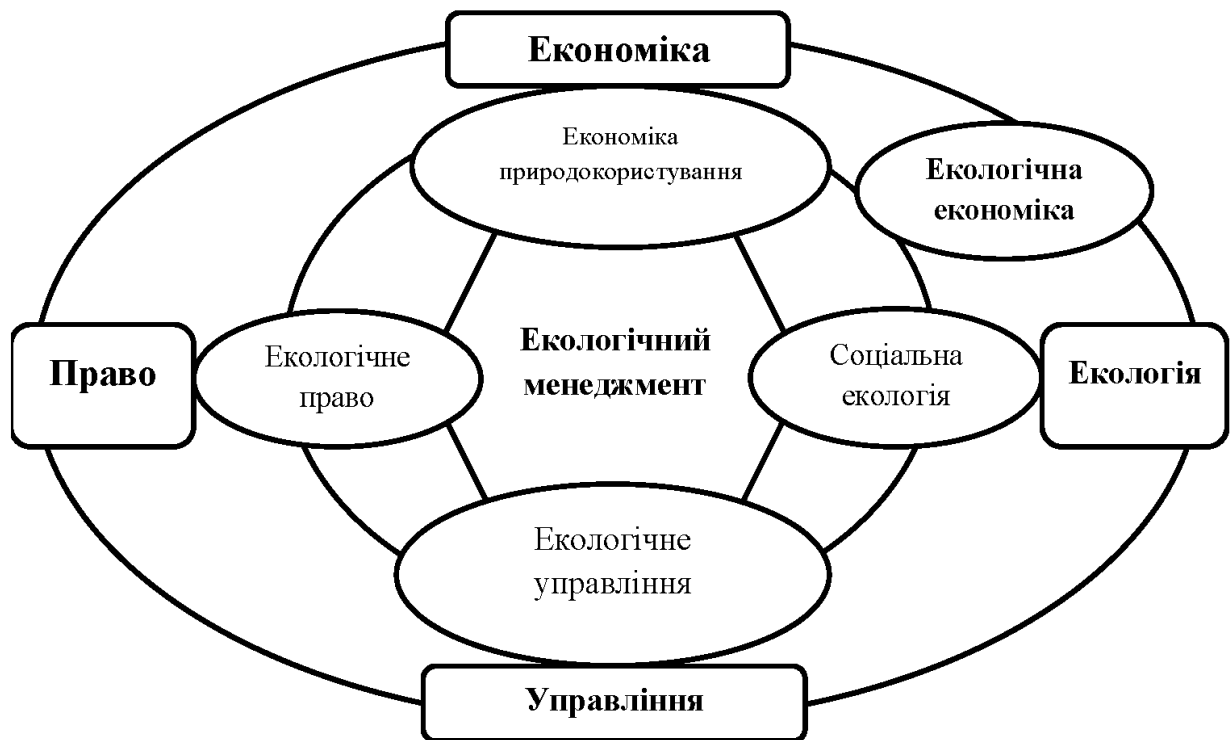 Економіка
Економіка
природокористування
Екологічна
економіка
Право
Екологічне
право
Екологічний
менеджмент
Соціальна
екологія
Екологія
Екологічне
управління
Управління